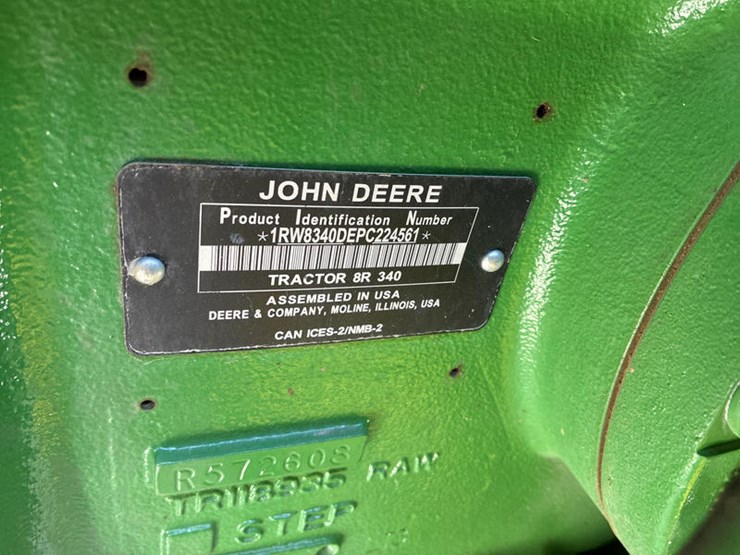 JOHN DEERE
Product Identification Number
*1RW8340DEPC224561*
TRACTOR 8R 340
ASSEMBLED IN USA
DEERE & COMPANY, MOLINE, ILLINOIS, USA
CAN ICES-2/NMB-2
R572608
TR118935 RAW
STEP